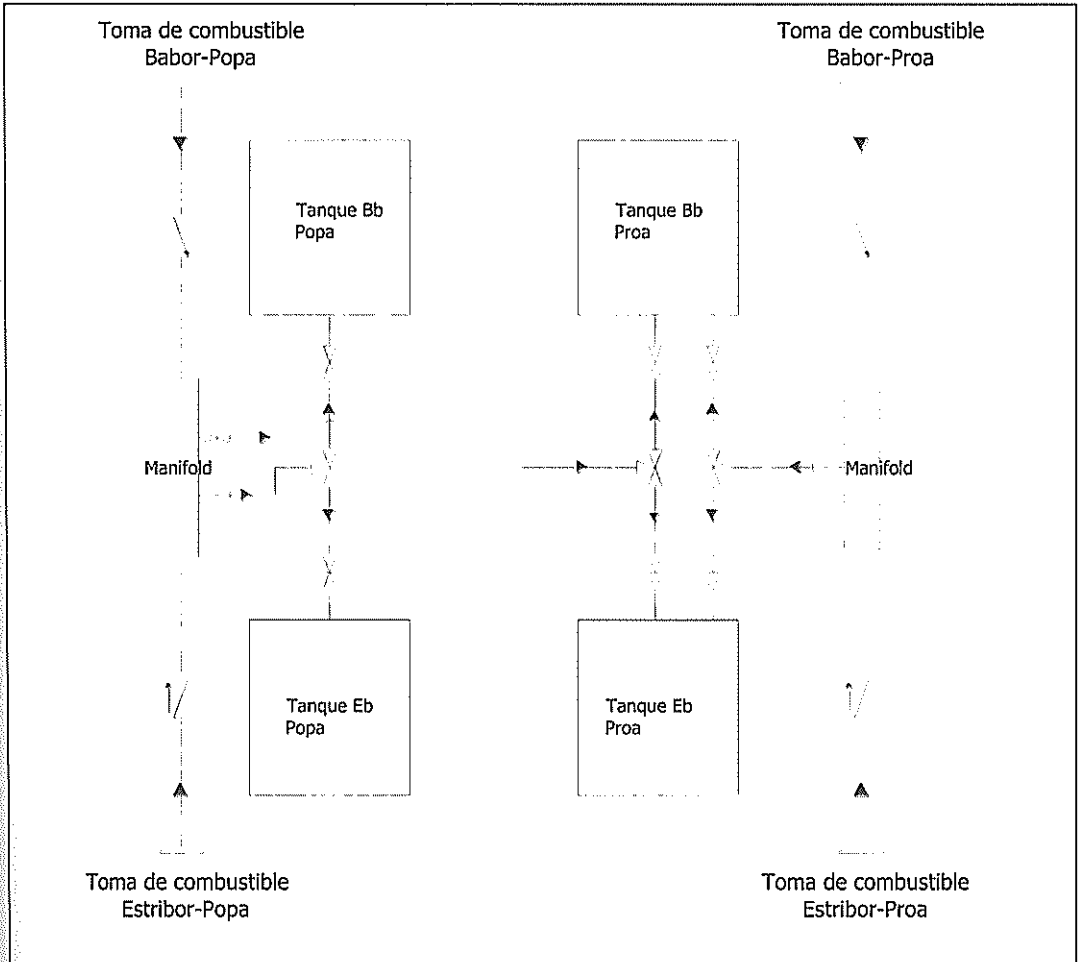 Toma de combustible
Babor-Popa
Toma de combustible
Babor-Proa
Tanque Bb
Popa
Tanque Bb
Proa
Manifold
Manifold
Tanque Eb
Popa
Tanque Eb
Proa
Toma de combustible
Estribor-Popa
Toma de combustible
Estribor-Proa